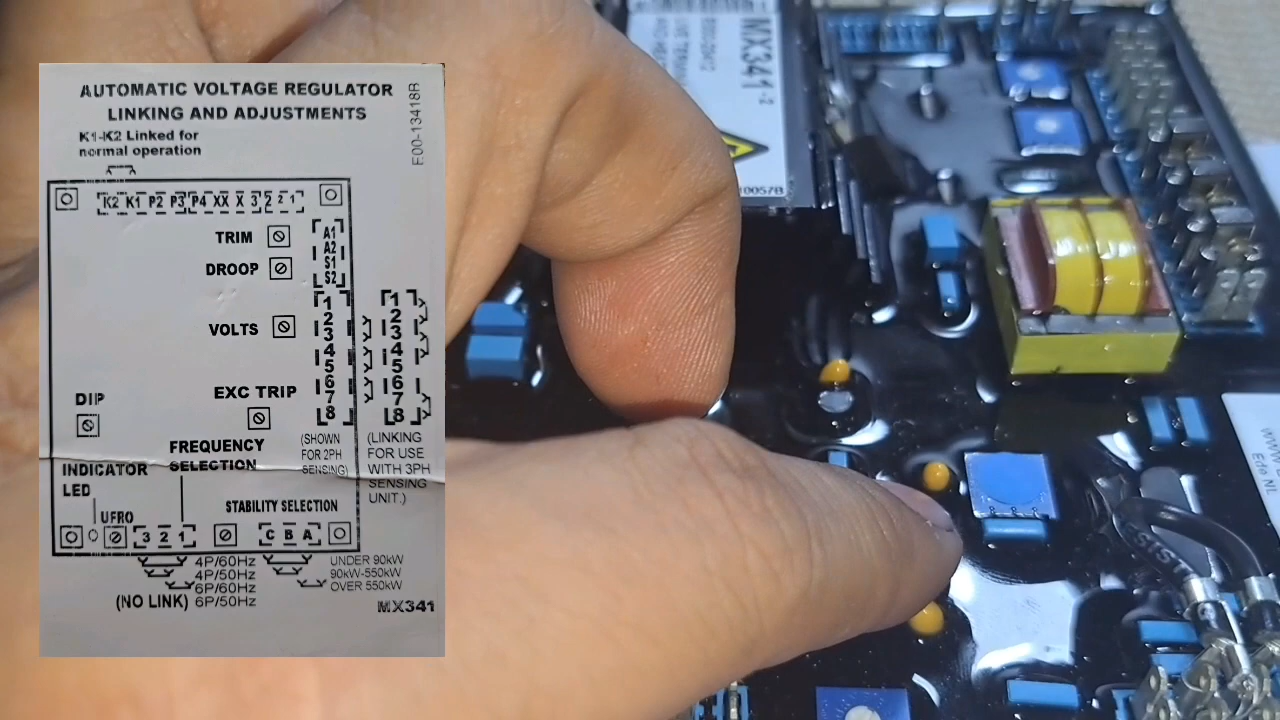 AUTOMATIC VOLTAGE REGULATOR
LINKING AND ADJUSTMENTS
E00-13418R
K1-K2 Linked for
normal operation
K2 K1 P2 P3 P4 XX X 3 2 2 1
TRIM
DROOP
A1
A2
S1
S2
VOLTS
1 1
2 2
3 3
4 4
5 5
6 6
7 7
8 8
EXC TRIP
DIP
(SHOWN
FOR 2PH
SENSING)
(LINKING
FOR USE
WITH 3PH
SENSING
UNIT.)
FREQUENCY
SELECTION
INDICATOR
LED
UFRO
STABILITY SELECTION
3 2 1
C B A
4P/60Hz
4P/50Hz
6P/60Hz
(NO LINK) 6P/50Hz
UNDER 90kW
90kW-550kW
OVER 550kW
MX341
MX341-2
10057B